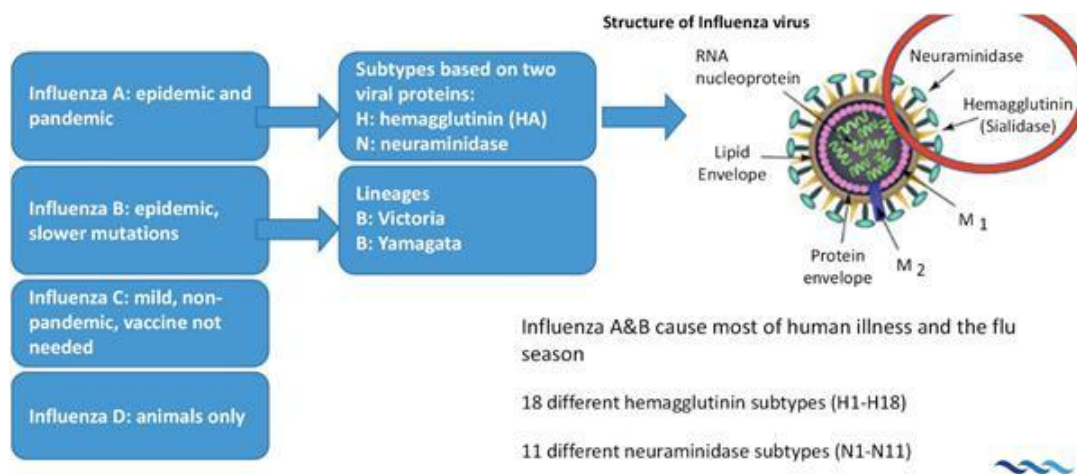 Structure of Influenza virus
Influenza A: epidemic and
pandemic
Subtypes based on two
viral proteins:
H: hemagglutinin (HA)
N: neuraminidase
Influenza B: epidemic,
slower mutations
Lineages
B: Victoria
B: Yamagata
Influenza C: mild, non-
pandemic, vaccine not
needed
Influenza D: animals only
RNA
nucleoprotein
Neuraminidase
Hemagglutinin
(Sialidase)
Lipid
Envelope
M 1
Protein
envelope
M 2
Influenza A&B cause most of human illness and the flu
season
18 different hemagglutinin subtypes (H1-H18)
11 different neuraminidase subtypes (N1-N11)